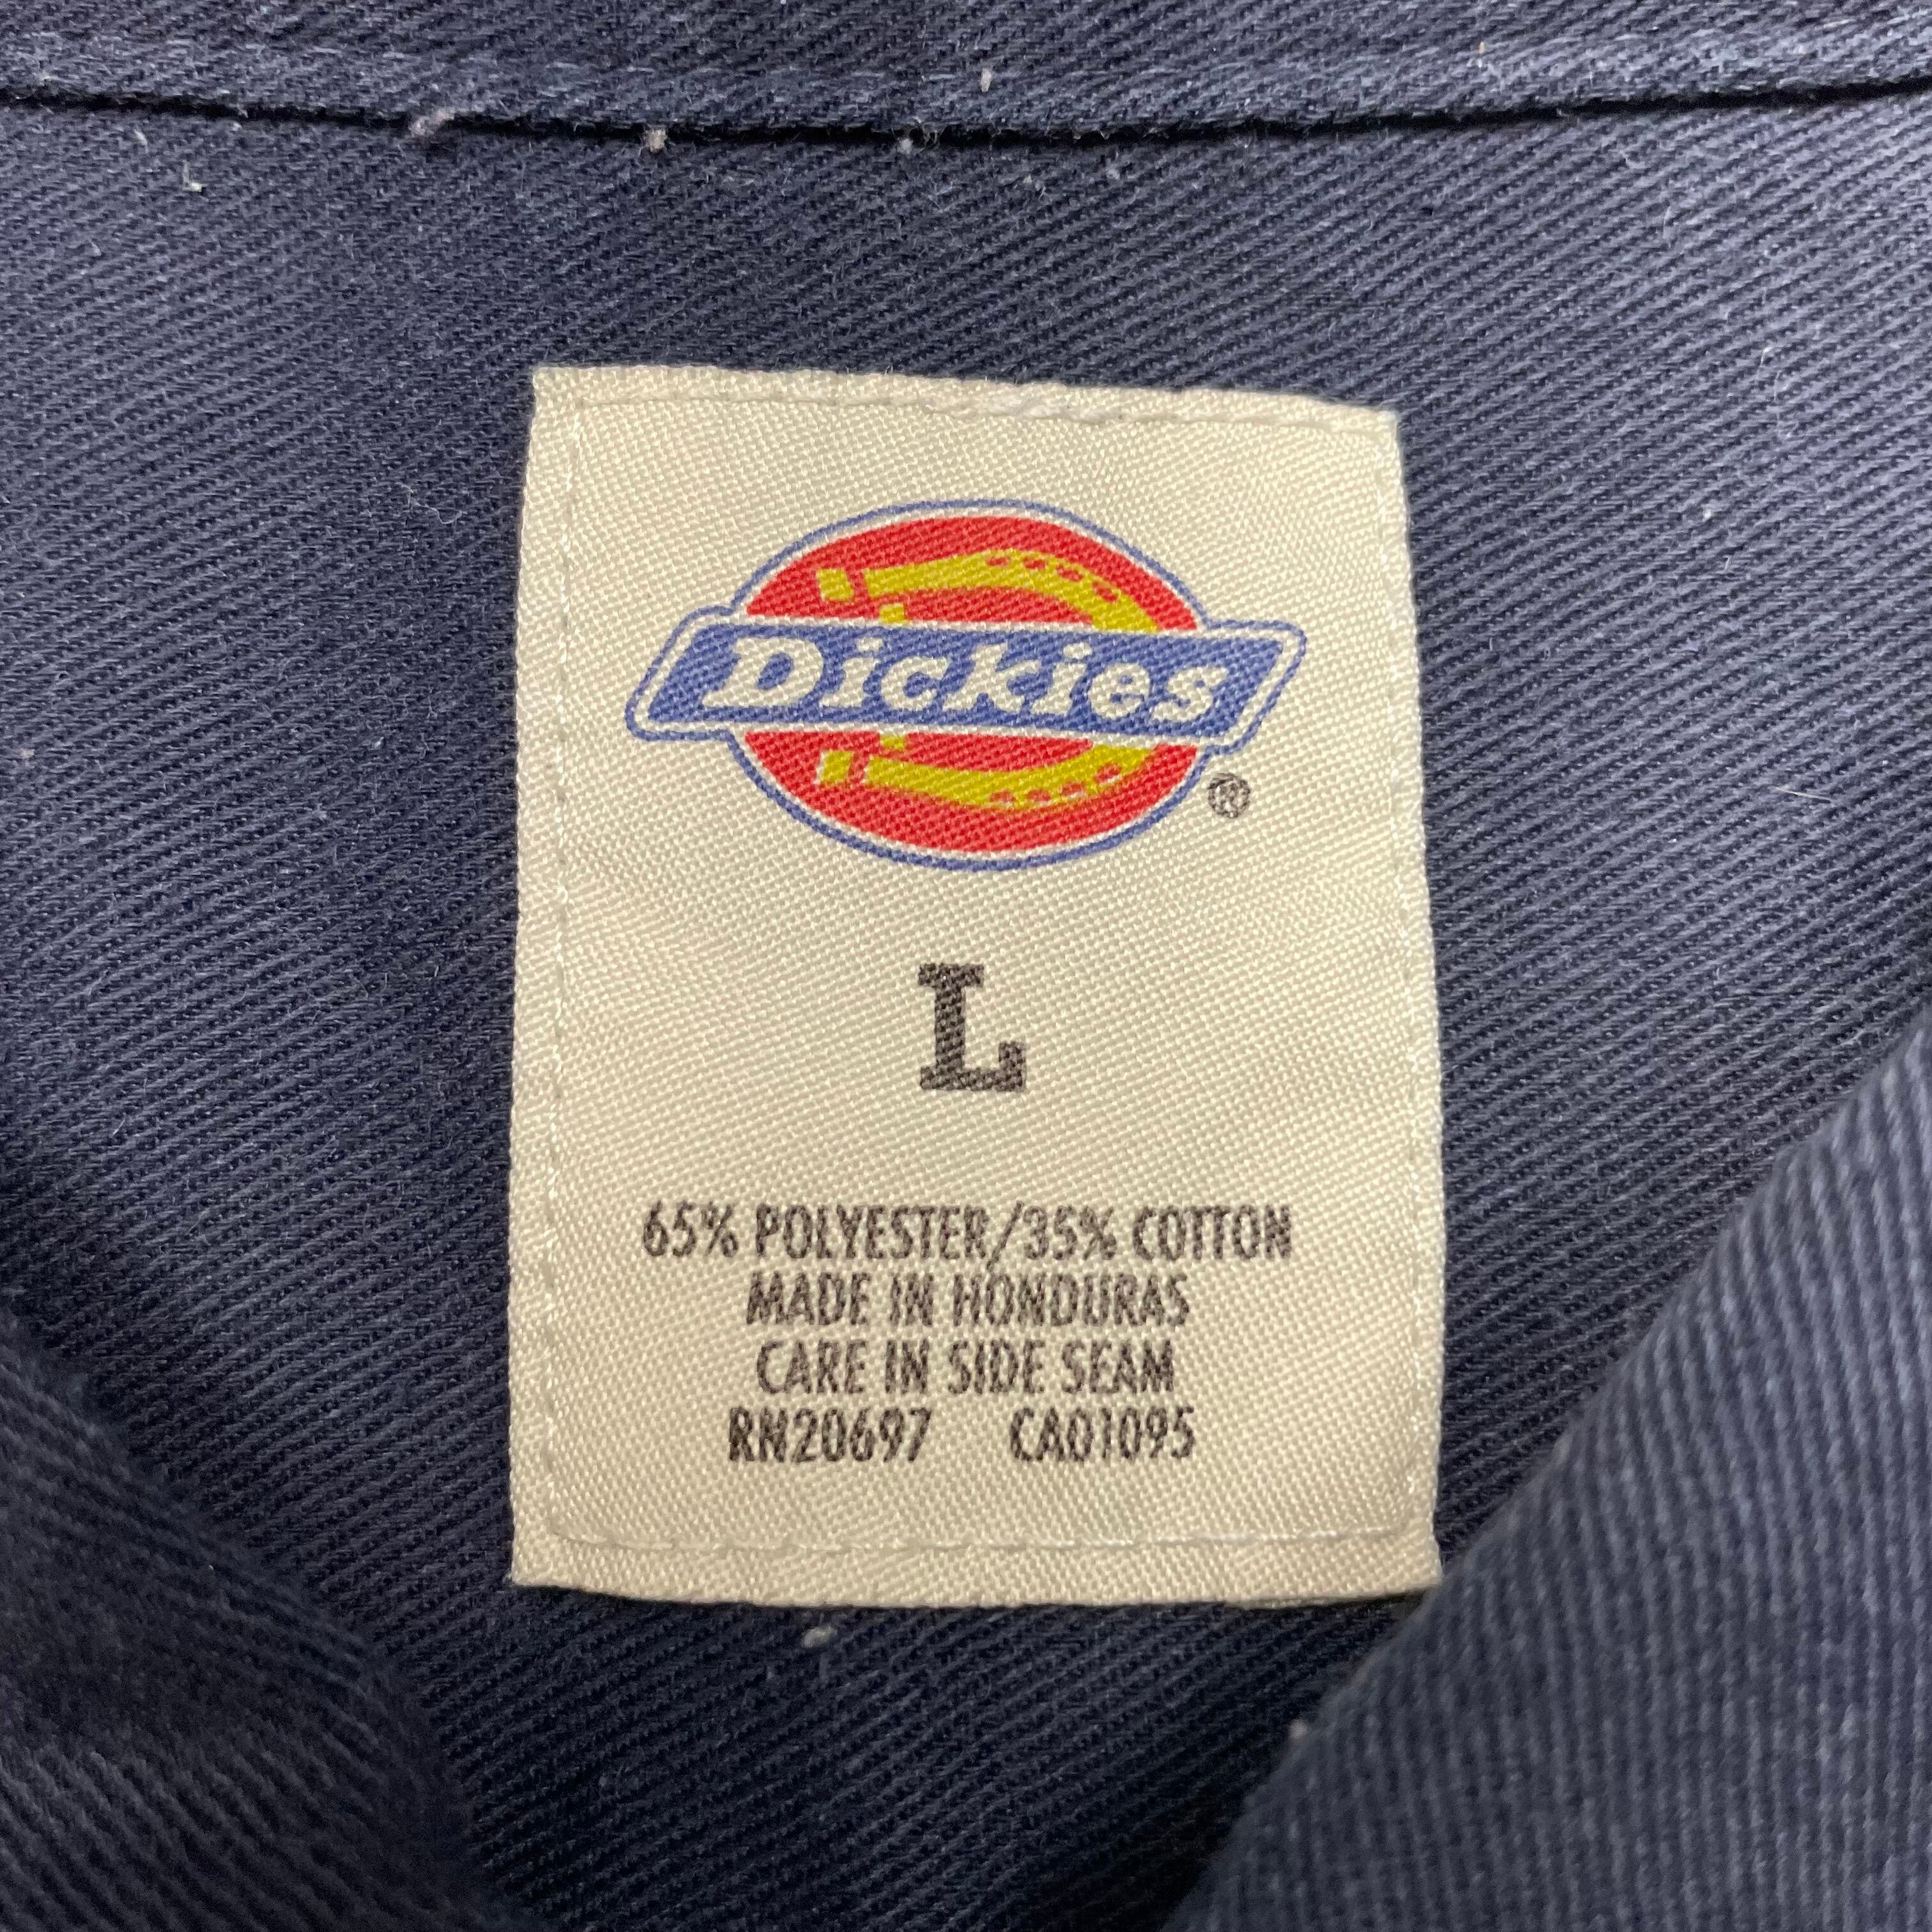 Dickies
®
L
65% POLYESTER/35% COTTON
MADE IN HONDURAS
CARE IN SIDE SEAM
RN20697 CA01095